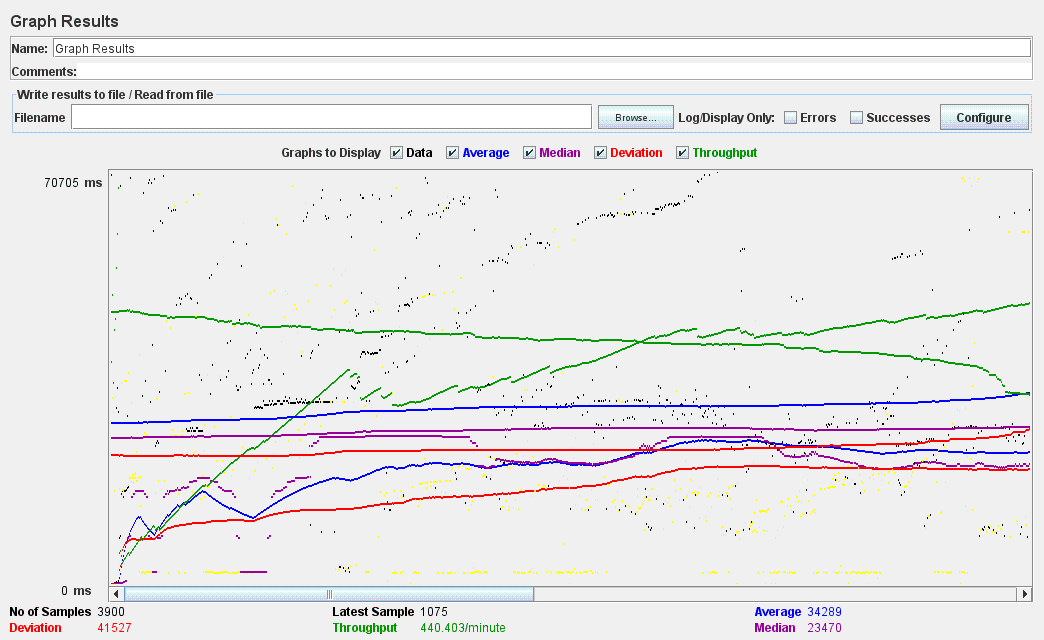 Graph Results
Name: Graph Results
Comments:
Write results to file / Read from file
Filename Browse... Log/Display Only: Errors Successes Configure
Graphs to Display Data Average Median Deviation Throughput
70705 ms
0 ms
No of Samples 3900 Latest Sample 1075 Average 34289
Deviation 41527 Throughput 440.403/minute Median 23470